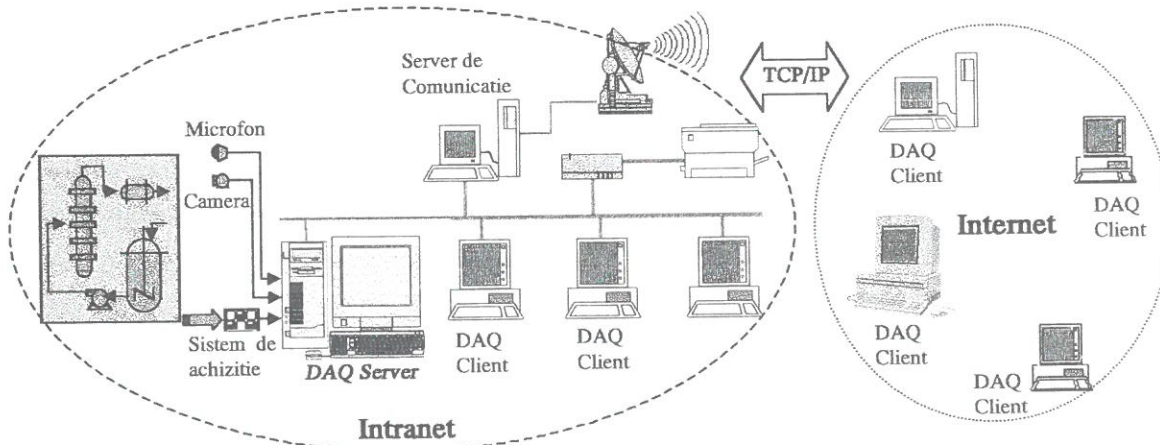 Server de
Comunicatie
TCP/IP
Microfon
Camera
DAQ
Client
DAQ
Client
Internet
DAQ
Client
DAQ
Client
Sistem de
achizitie
DAQ Server
DAQ
Client
DAQ
Client
DAQ
Client
Intranet